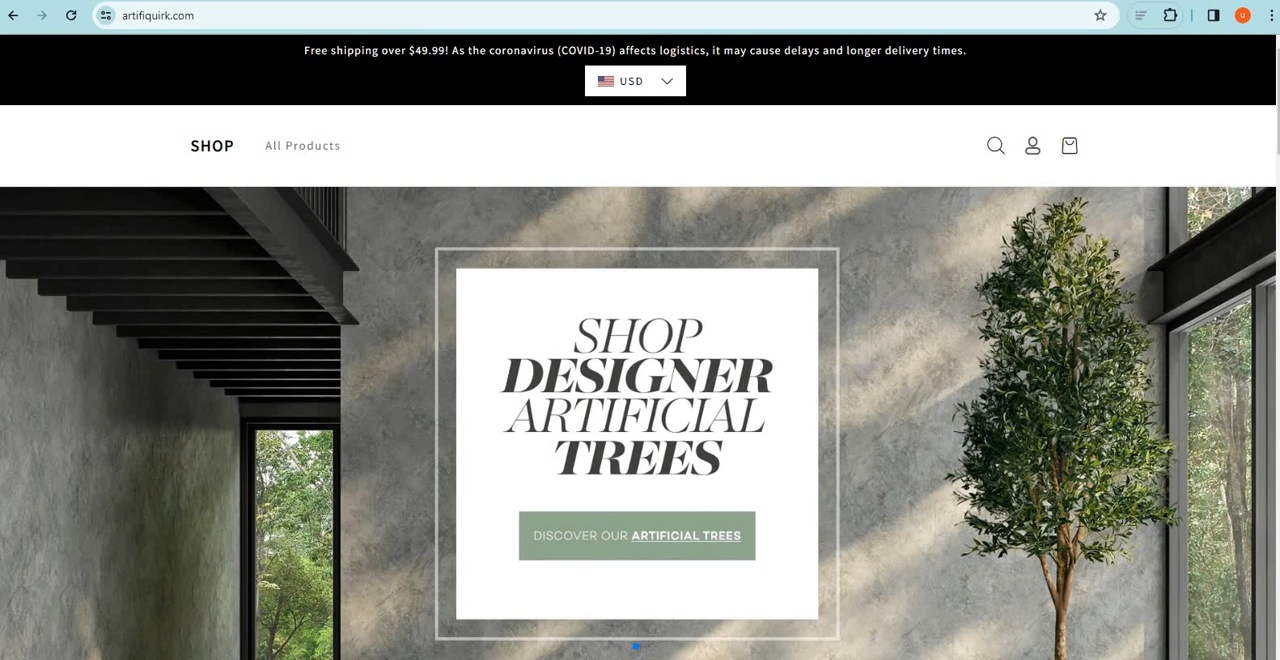 artifiquirk.com
u
Free shipping over $49.99! As the coronavirus (COVID-19) affects logistics, it may cause delays and longer delivery times.
USD
SHOP All Products
SHOP
DESIGNER
ARTIFICIAL
TREES
DISCOVER OUR ARTIFICIAL TREES